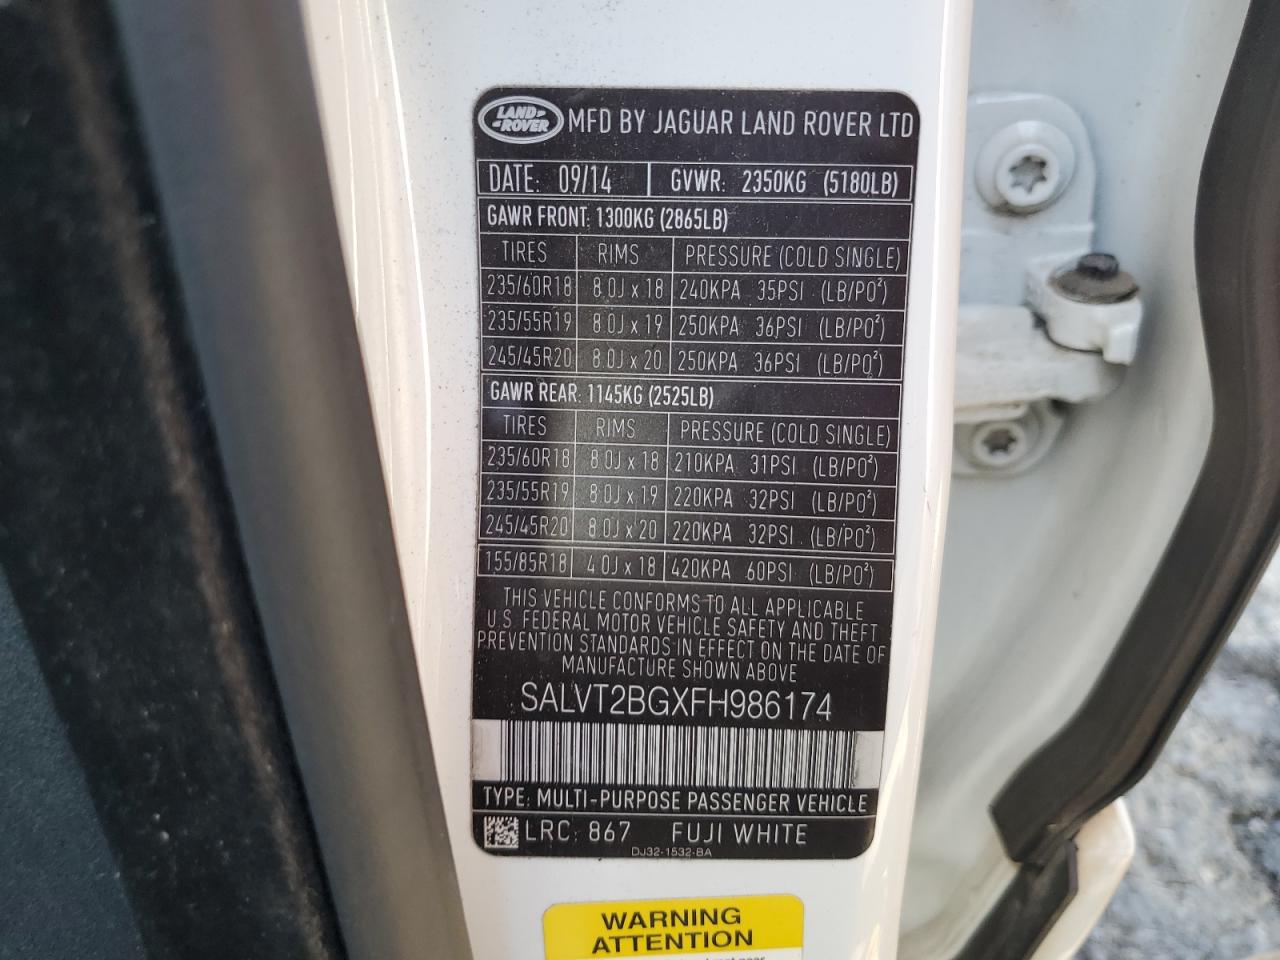 LAND ROVER MFD BY JAGUAR LAND ROVER LTD
DATE: 09/14 GVWR: 2350KG (5180LB)
GAWR FRONT: 1300KG (2865LB)
TIRES RIMS PRESSURE (COLD SINGLE)
235/60R18 8.0J x 18 240KPA 35PSI (LB/PO²)
235/55R19 8.0J x 19 250KPA 36PSI (LB/PO²)
245/45R20 8.0J x 20 250KPA 36PSI (LB/PO²)
GAWR REAR: 1145KG (2525LB)
TIRES RIMS PRESSURE (COLD SINGLE)
235/60R18 8.0J x 18 210KPA 31PSI (LB/PO²)
235/55R19 8.0J x 19 220KPA 32PSI (LB/PO²)
245/45R20 8.0J x 20 220KPA 32PSI (LB/PO²)
155/85R18 4.0J x 18 420KPA 60PSI (LB/PO²)
THIS VEHICLE CONFORMS TO ALL APPLICABLE
U.S. FEDERAL MOTOR VEHICLE SAFETY AND THEFT
PREVENTION STANDARDS IN EFFECT ON THE DATE OF
MANUFACTURE SHOWN ABOVE
SALVT2BGXFH986174
TYPE: MULTI-PURPOSE PASSENGER VEHICLE
LRC: 867 FUJI WHITE
DJ32-1532-BA
WARNING
ATTENTION